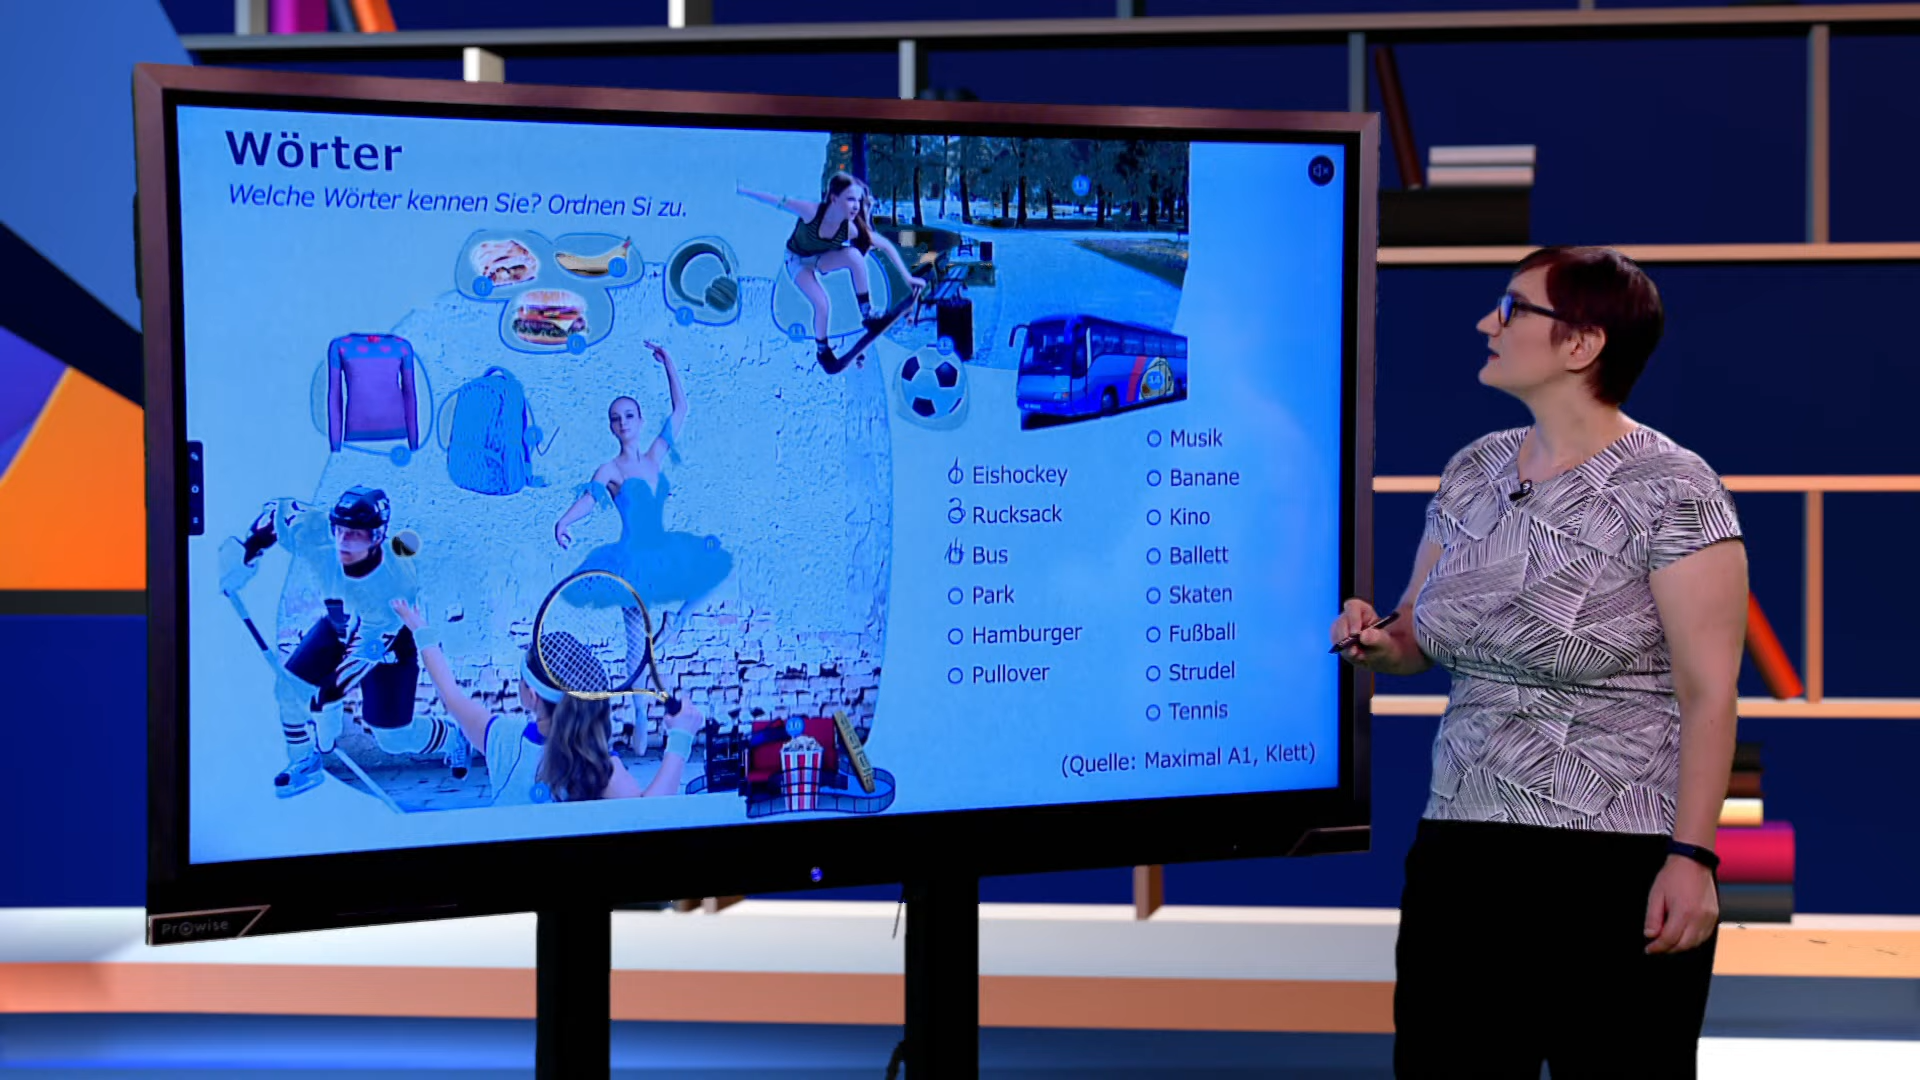 Wörter
Welche Wörter kennen Sie? Ordnen Si zu.
Eishockey
3 Rucksack
Bus
Park
Hamburger
Pullover
Musik
Banane
Kino
Ballett
Skaten
Fußball
Strudel
Tennis
(Quelle: Maximal A1, Klett)
Prowise